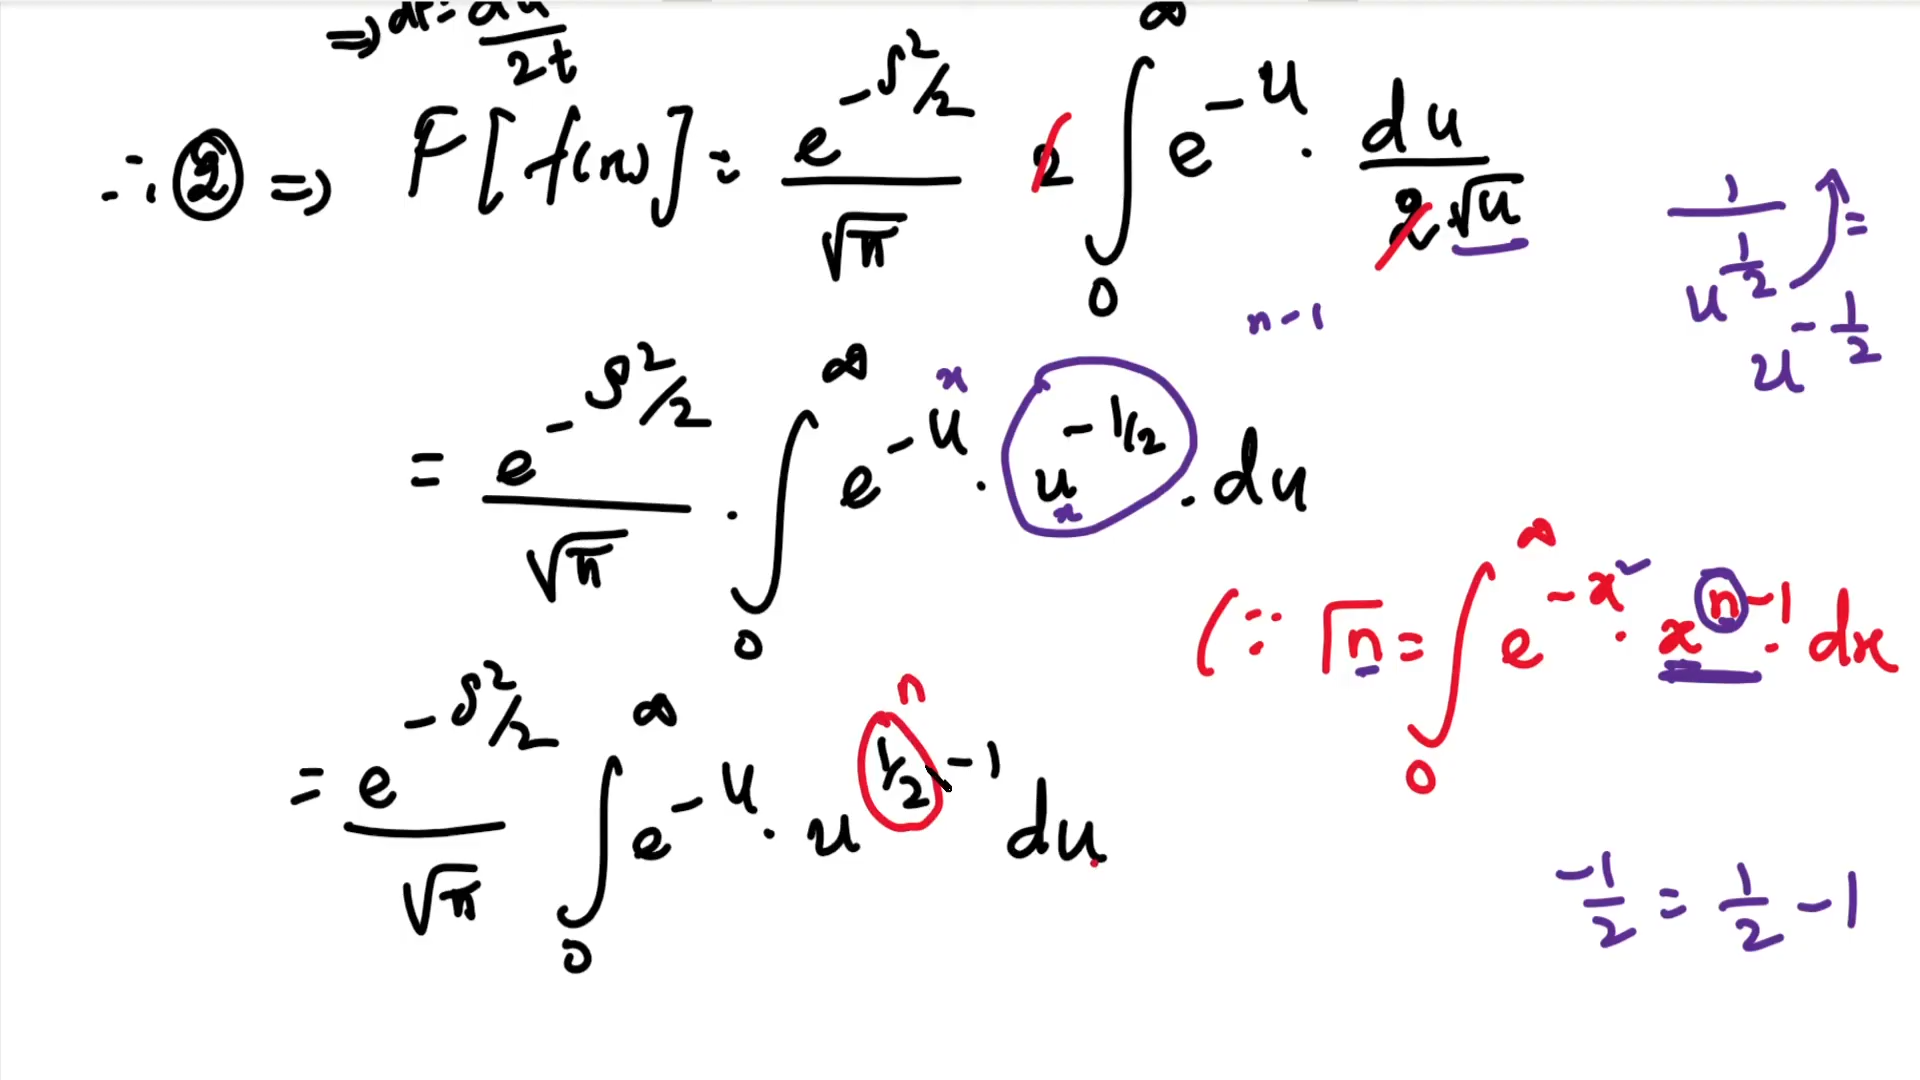 ⇒ dt = du/2t
∴ ② ⇒ F[f(x)] = e^(-s²/2)/√π 2 ∫₀^∞ e^(-u) · du/(2√u)
1/u^(1/2) = u^(-1/2)
n-1
= e^(-s²/2)/√π · ∫₀^∞ e^(-u) · u^(-1/2) · du
x
x
(∵ Γn = ∫₀^∞ e^(-x) · x^(n-1) · dx
n
= e^(-s²/2)/√π ∫₀^∞ e^(-u) · u^(1/2 - 1) du
-1/2 = 1/2 - 1